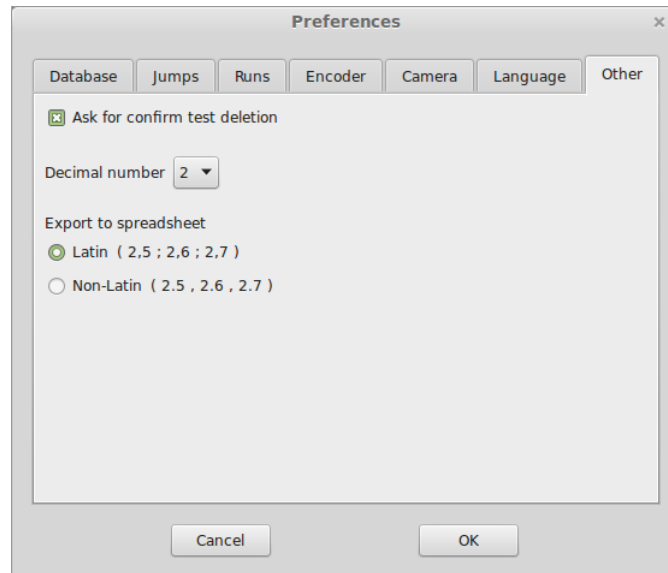 Preferences
Database Jumps Runs Encoder Camera Language Other
Ask for confirm test deletion
Decimal number 2
Export to spreadsheet
Latin ( 2,5 ; 2,6 ; 2,7 )
Non-Latin ( 2.5 , 2.6 , 2.7 )
Cancel OK